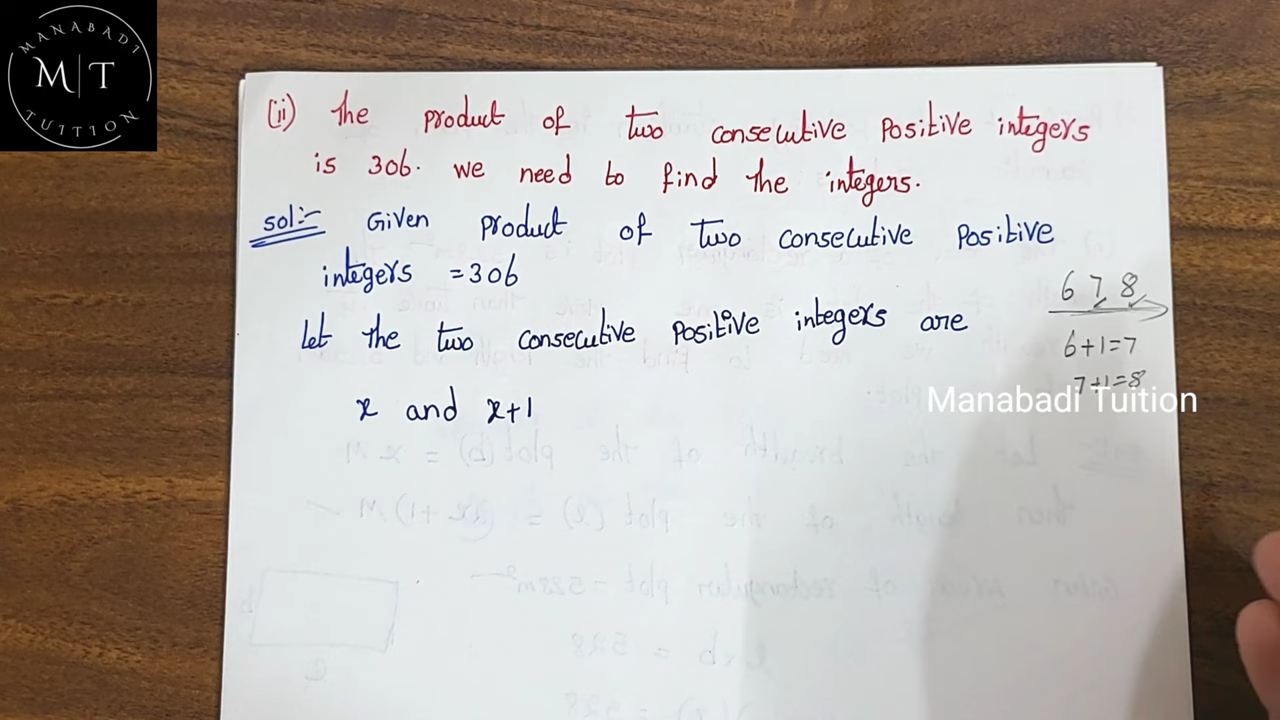 MANABADI
M|T
TUITION
(ii) The product of two consecutive positive integers
is 306. we need to find the integers.
Sol:- Given product of two consecutive positive
integers = 306
Let the two consecutive positive integers are
x and x+1
6 7 8
6+1=7
7+1=8
Manabadi Tuition